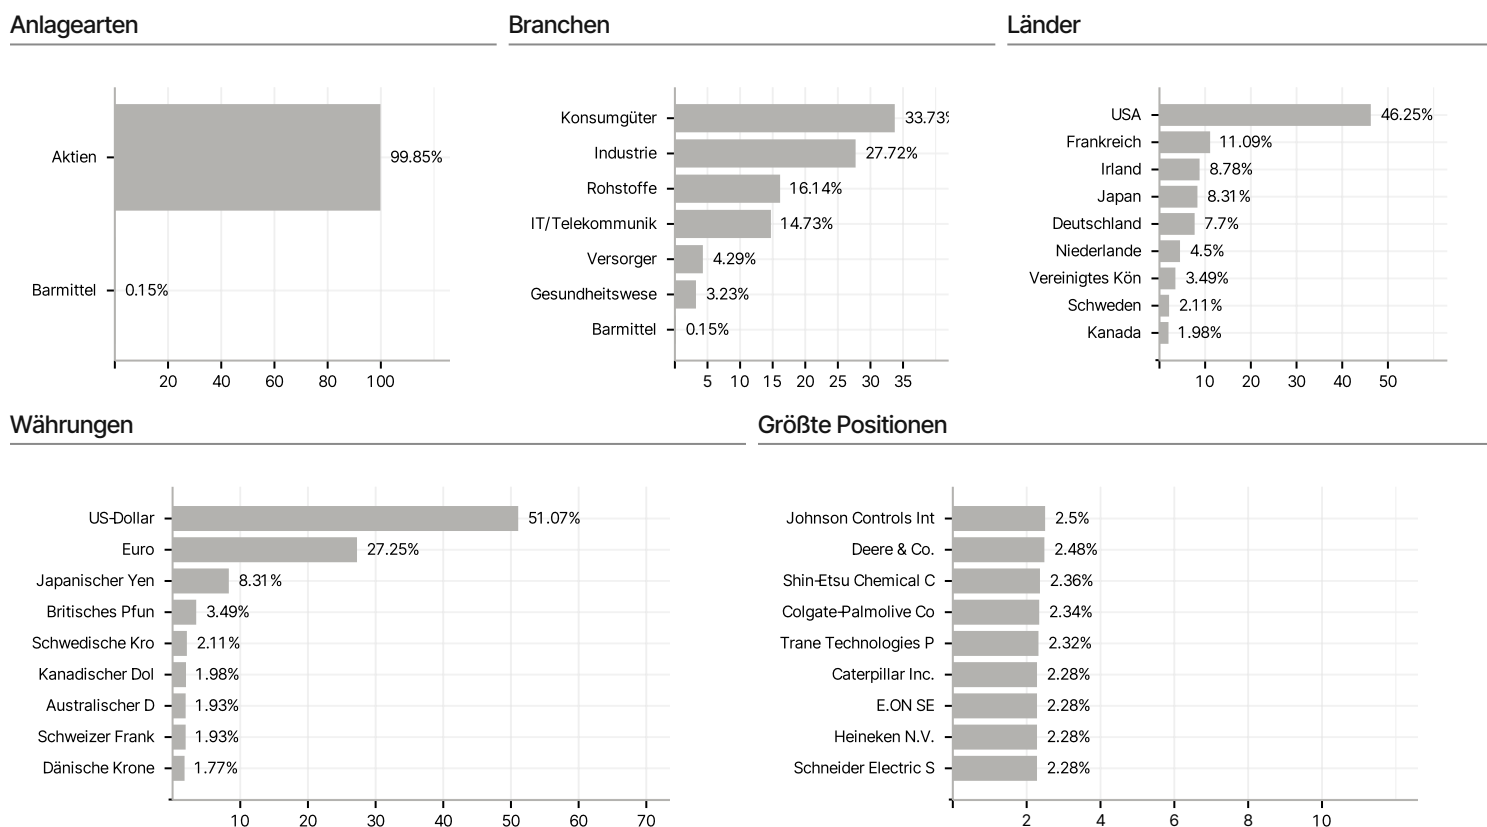 Anlagearten
Aktien
99.85%
Barmittel
0.15%
20 40 60 80 100
Branchen
Konsumgüter
33.73%
Industrie
27.72%
Rohstoffe
16.14%
IT/Telekommunik
14.73%
Versorger
4.29%
Gesundheitswese
3.23%
Barmittel
0.15%
5 10 15 20 25 30 35
Länder
USA
46.25%
Frankreich
11.09%
Irland
8.78%
Japan
8.31%
Deutschland
7.7%
Niederlande
4.5%
Vereinigtes Kön
3.49%
Schweden
2.11%
Kanada
1.98%
10 20 30 40 50
Währungen
US-Dollar
51.07%
Euro
27.25%
Japanischer Yen
8.31%
Britisches Pfun
3.49%
Schwedische Kro
2.11%
Kanadischer Dol
1.98%
Australischer D
1.93%
Schweizer Frank
1.93%
Dänische Krone
1.77%
10 20 30 40 50 60 70
Größte Positionen
Johnson Controls Int
2.5%
Deere & Co.
2.48%
Shin-Etsu Chemical C
2.36%
Colgate-Palmolive Co
2.34%
Trane Technologies P
2.32%
Caterpillar Inc.
2.28%
E.ON SE
2.28%
Heineken N.V.
2.28%
Schneider Electric S
2.28%
2 4 6 8 10